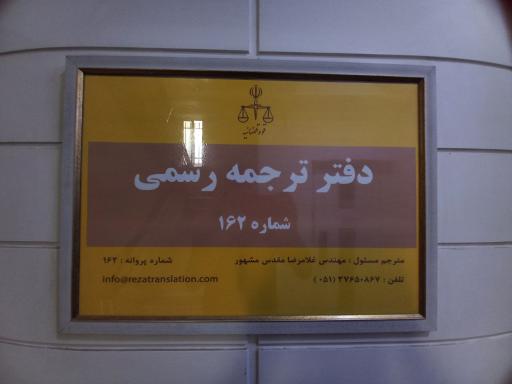 قوه قضائیه
دفتر ترجمه رسمی
شماره ۱۶۲
مترجم مسئول : مهندس غلامرضا مقدس مشهور
شماره پروانه : ۱۶۲
تلفن : ۳۷۶۵۰۸۶۷ (۰۵۱)
info@rezatranslation.com